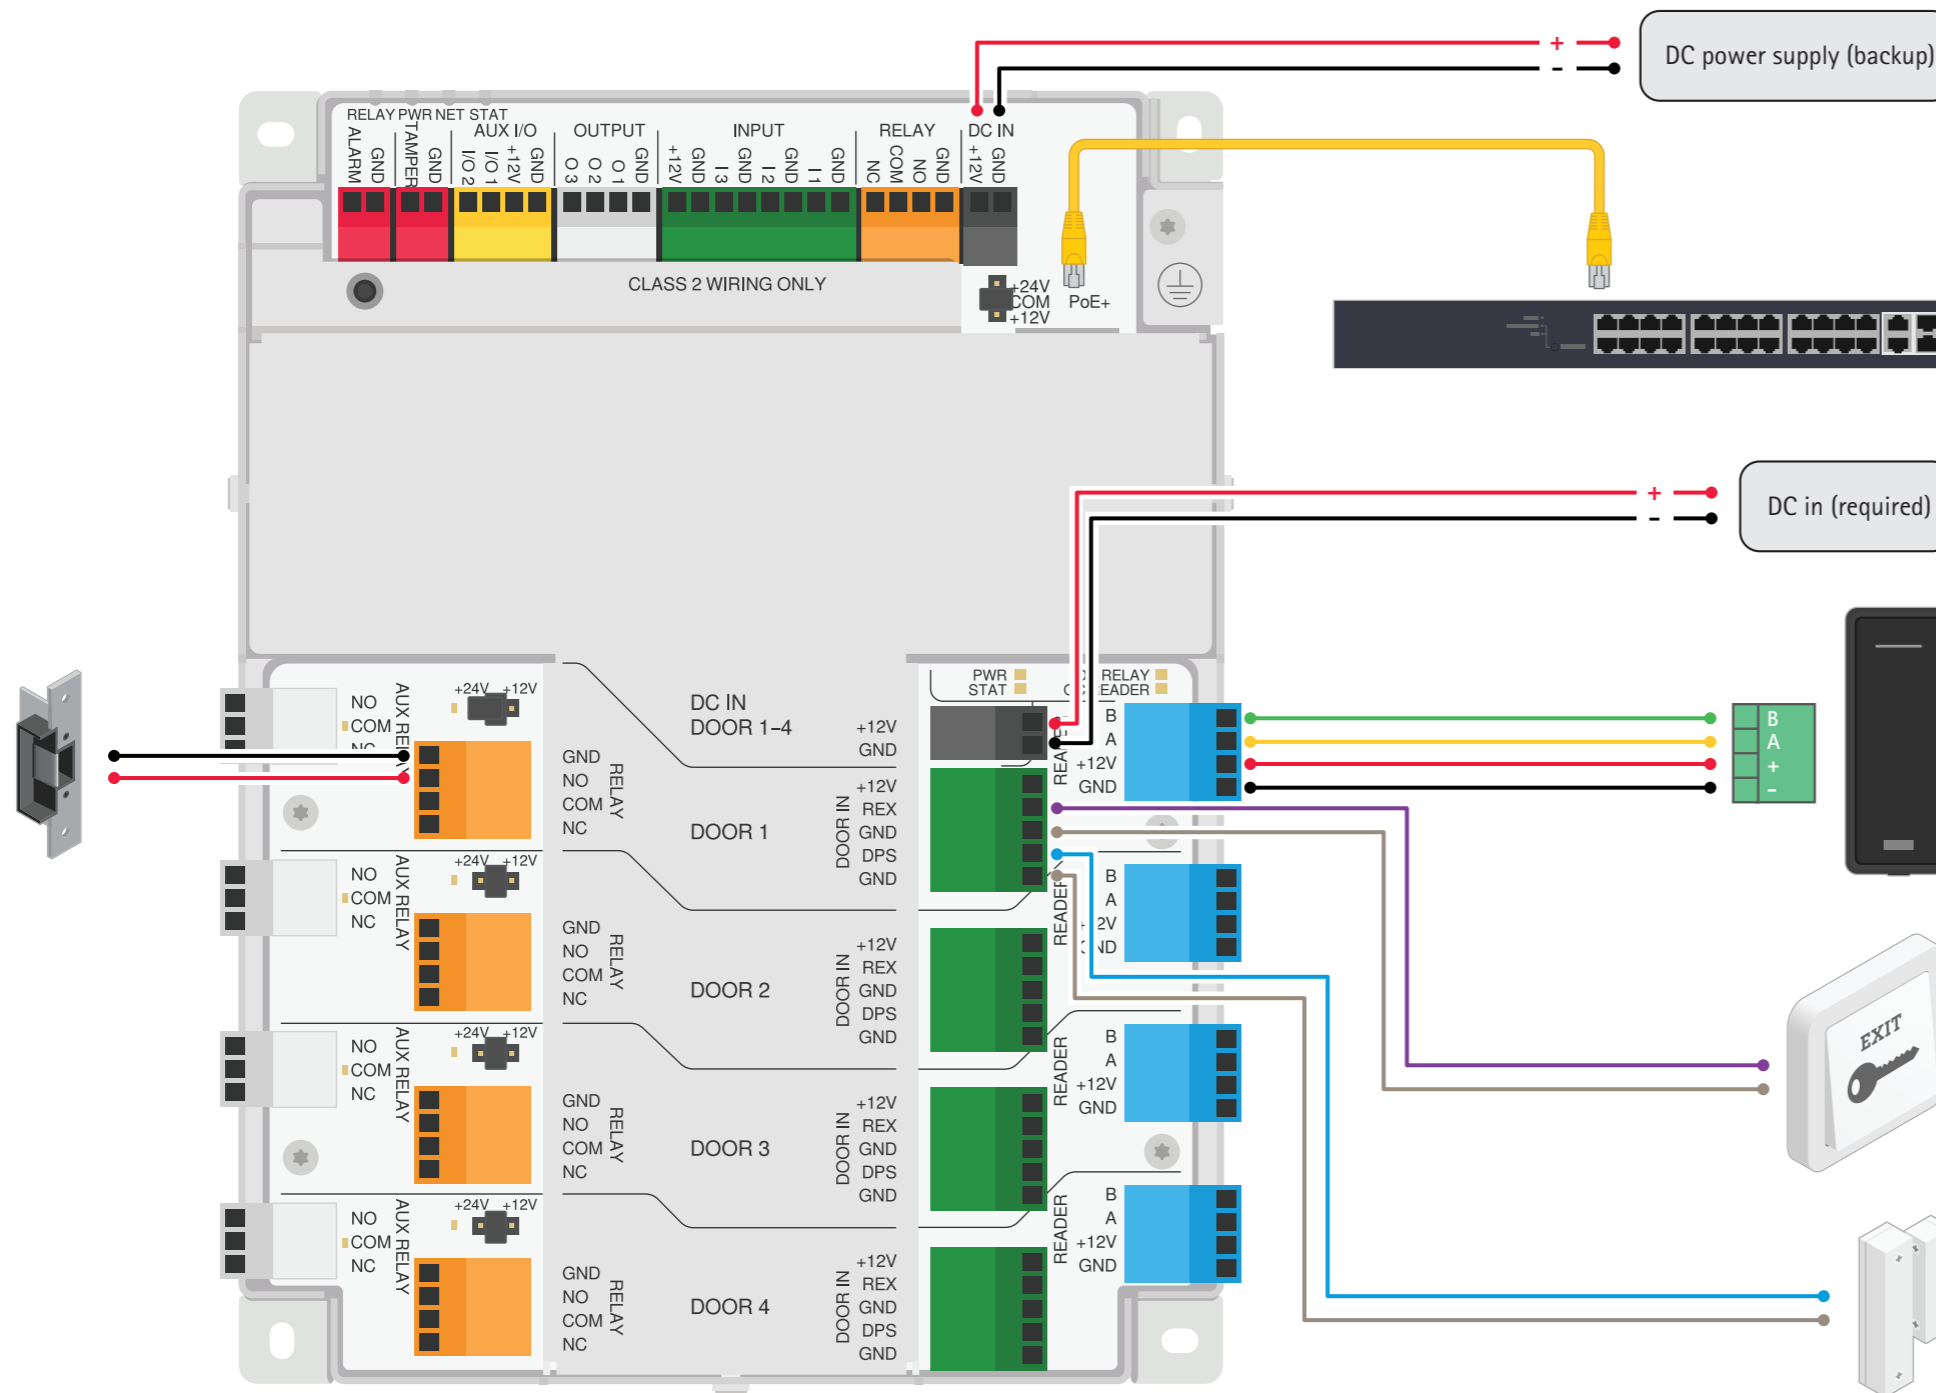 DC power supply (backup)
+
-
RELAY PWR NET STAT
AUX I/O OUTPUT INPUT RELAY DC IN
ALARM GND TAMPER GND I/O 2 I/O 1 +12V GND O 3 O 2 O 1 GND +12V GND I 3 GND I 2 GND I 1 GND NC COM NO GND +12V GND
CLASS 2 WIRING ONLY
+24V
COM
+12V
PoE+
+
-
DC in (required)
PWR
STAT
RELAY
NO
COM
AUX RELAY
+24V +12V
GND
NO
COM
NC
RELAY
DC IN
DOOR 1–4
+12V
GND
DOOR 1
DOOR IN
+12V
REX
GND
DPS
GND
B
A
+12V
GND
B
A
+
-
NO
COM
NC
AUX RELAY
+24V +12V
GND
NO
COM
NC
RELAY
DOOR 2
DOOR IN
+12V
REX
GND
DPS
GND
READER
B
A
EXIT
NO
COM
NC
AUX RELAY
+24V +12V
GND
NO
COM
NC
RELAY
DOOR 3
DOOR IN
+12V
REX
GND
DPS
GND
READER
B
A
+12V
GND
NO
COM
NC
AUX RELAY
+24V +12V
GND
NO
COM
NC
RELAY
DOOR 4
DOOR IN
+12V
REX
GND
DPS
GND
READER
B
A
+12V
GND